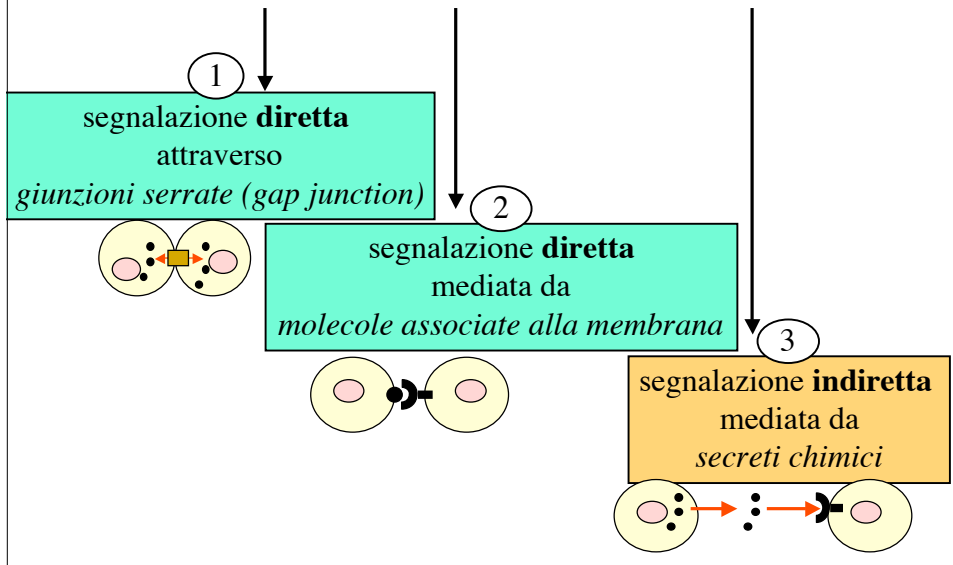 1
segnalazione diretta
attraverso
giunzioni serrate (gap junction)
2
segnalazione diretta
mediata da
molecole associate alla membrana
3
segnalazione indiretta
mediata da
secreti chimici